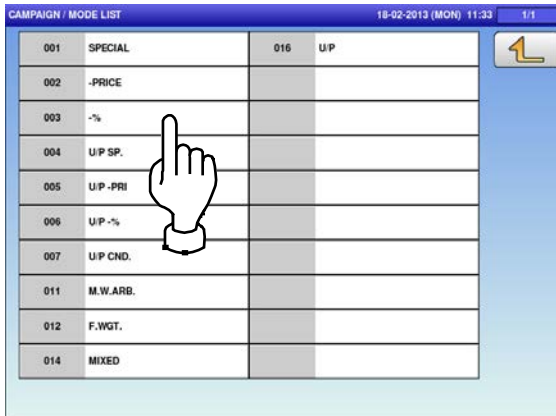 CAMPAIGN / MODE LIST 18-02-2013 (MON) 11:33 1/1
001 SPECIAL 016 U/P
002 -PRICE
003 -%
004 U/P SP.
005 U/P -PRI
006 U/P -%
007 U/P CND.
011 M.W.ARB.
012 F.WGT.
014 MIXED